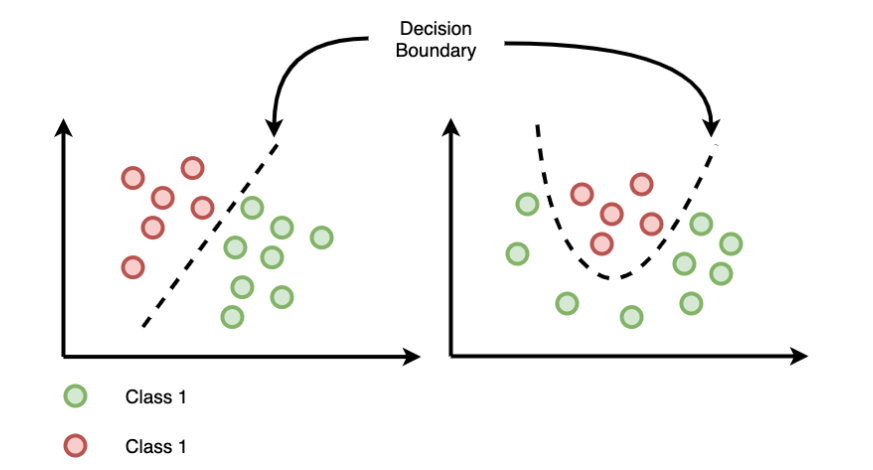 Decision
Boundary
Class 1
Class 1